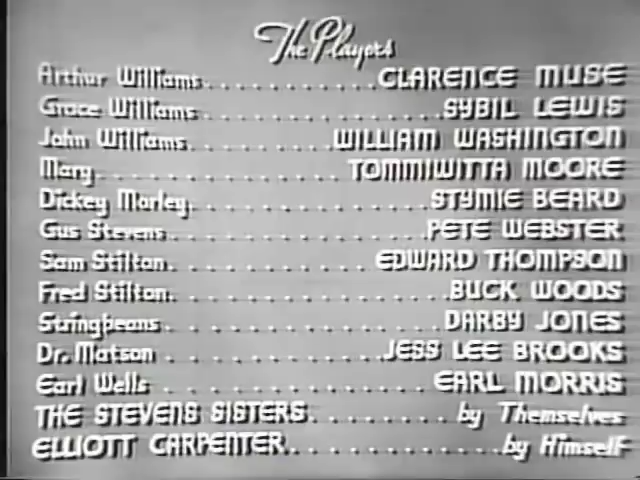 The Players
Arthur Williams............CLARENCE MUSE
Grace Williams..................SYBIL LEWIS
John Williams..........WILLIAM WASHINGTON
Mary.................TOMMIWITTA MOORE
Dickey Morley.................STYMIE BEARD
Gus Stevens..................PETE WEBSTER
Sam Stilton.............EDWARD THOMPSON
Fred Stilton...................BUCK WOODS
Stringbeans...................DARBY JONES
Dr. Matson...............JESS LEE BROOKS
Earl Wells...................EARL MORRIS
THE STEVENS SISTERS.........by Themselves
ELLIOTT CARPENTER.............by Himself